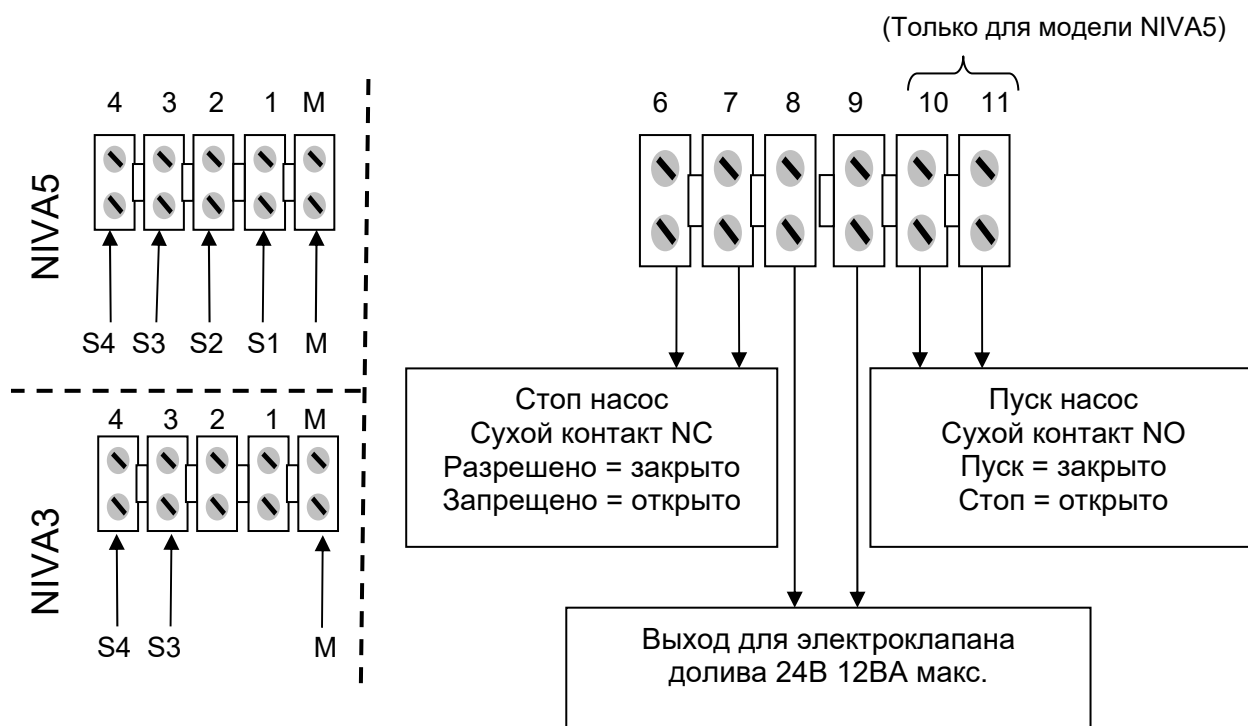 (Только для модели NIVA5)
4 3 2 1 M
NIVA5
S4 S3 S2 S1 M
4 3 2 1 M
NIVA3
S4 S3 M
6 7 8 9 10 11
Стоп насос
Сухой контакт NC
Разрешено = закрыто
Запрещено = открыто
Пуск насос
Сухой контакт NO
Пуск = закрыто
Стоп = открыто
Выход для электроклапана
долива 24В 12ВА макс.